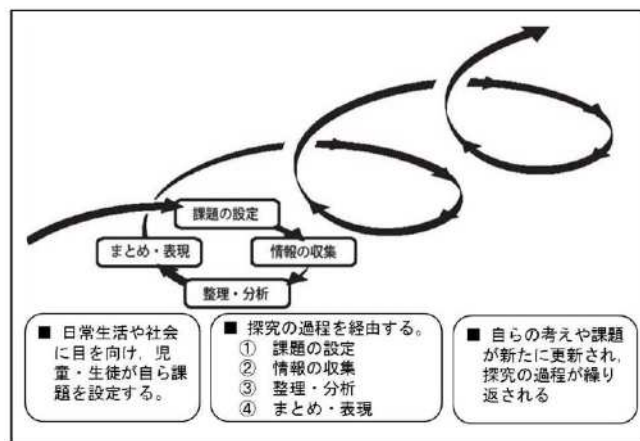 課題の設定
まとめ・表現
情報の収集
整理・分析
■ 日常生活や社会
に目を向け，児
童・生徒が自ら課
題を設定する。
■ 探究の過程を経由する。
① 課題の設定
② 情報の収集
③ 整理・分析
④ まとめ・表現
■ 自らの考えや課題
が新たに更新され，
探究の過程が繰り
返される